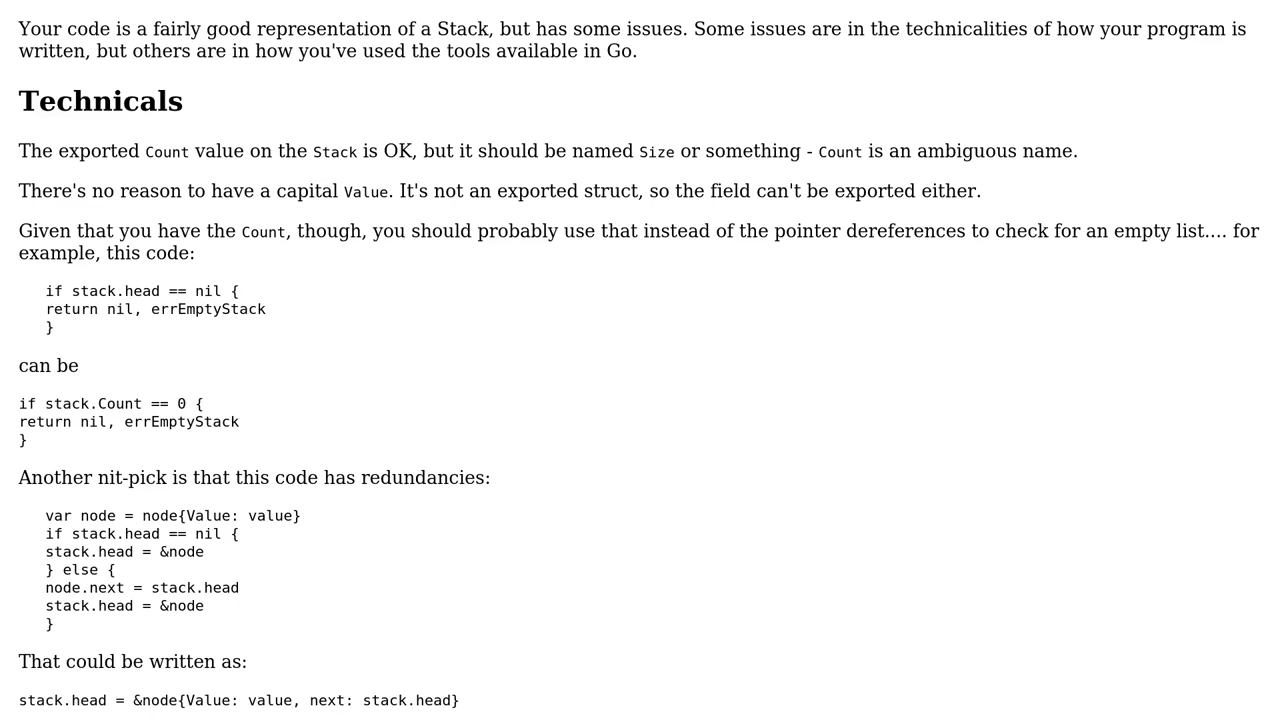 Your code is a fairly good representation of a Stack, but has some issues. Some issues are in the technicalities of how your program is
written, but others are in how you've used the tools available in Go.
Technicals
The exported Count value on the Stack is OK, but it should be named Size or something - Count is an ambiguous name.
There's no reason to have a capital Value. It's not an exported struct, so the field can't be exported either.
Given that you have the Count, though, you should probably use that instead of the pointer dereferences to check for an empty list.... for
example, this code:
if stack.head == nil {
return nil, errEmptyStack
}
can be
if stack.Count == 0 {
return nil, errEmptyStack
}
Another nit-pick is that this code has redundancies:
var node = node{Value: value}
if stack.head == nil {
stack.head = &node
} else {
node.next = stack.head
stack.head = &node
}
That could be written as:
stack.head = &node{Value: value, next: stack.head}